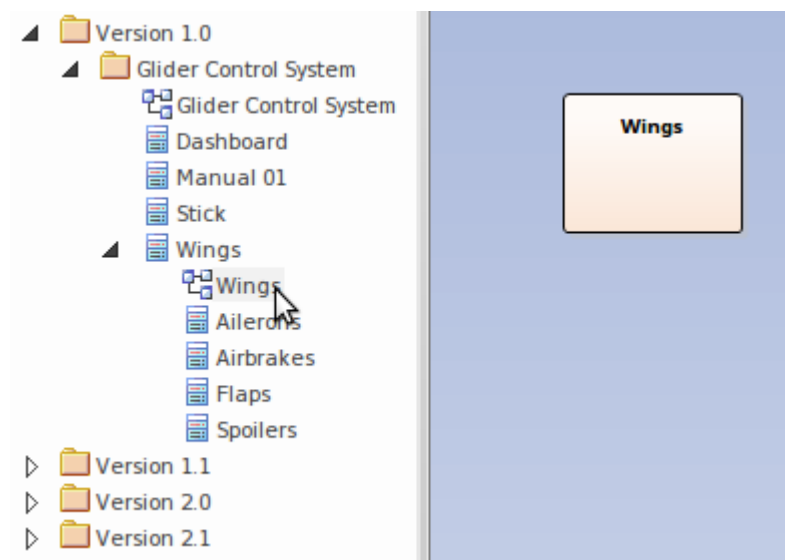 Version 1.0
Glider Control System
Glider Control System
Dashboard
Manual 01
Stick
Wings
Wings
Ailerons
Airbrakes
Flaps
Spoilers
Version 1.1
Version 2.0
Version 2.1
Wings